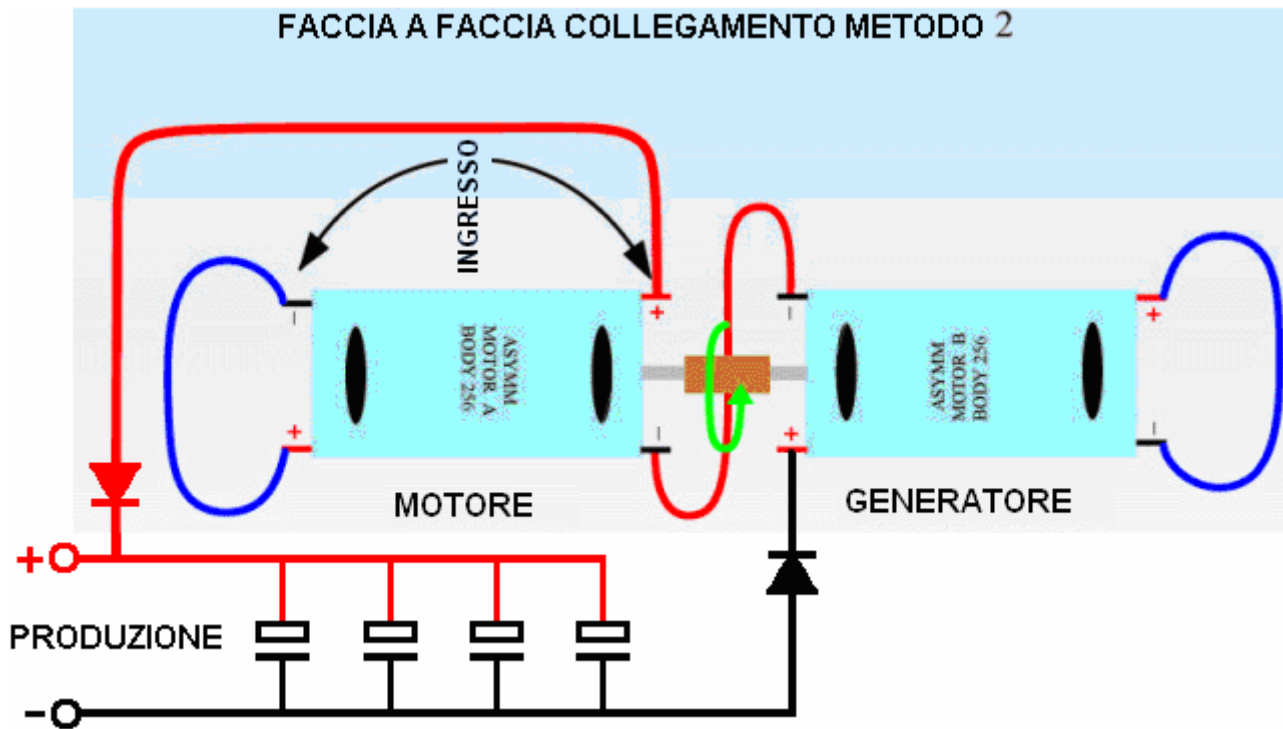 FACCIA A FACCIA COLLEGAMENTO METODO 2
INGRESSO
−
+
ASYMM
MOTOR A
BODY 256
+
−
−
+
ASYMM
MOTOR B
BODY 256
+
−
MOTORE
GENERATORE
+
PRODUZIONE
-